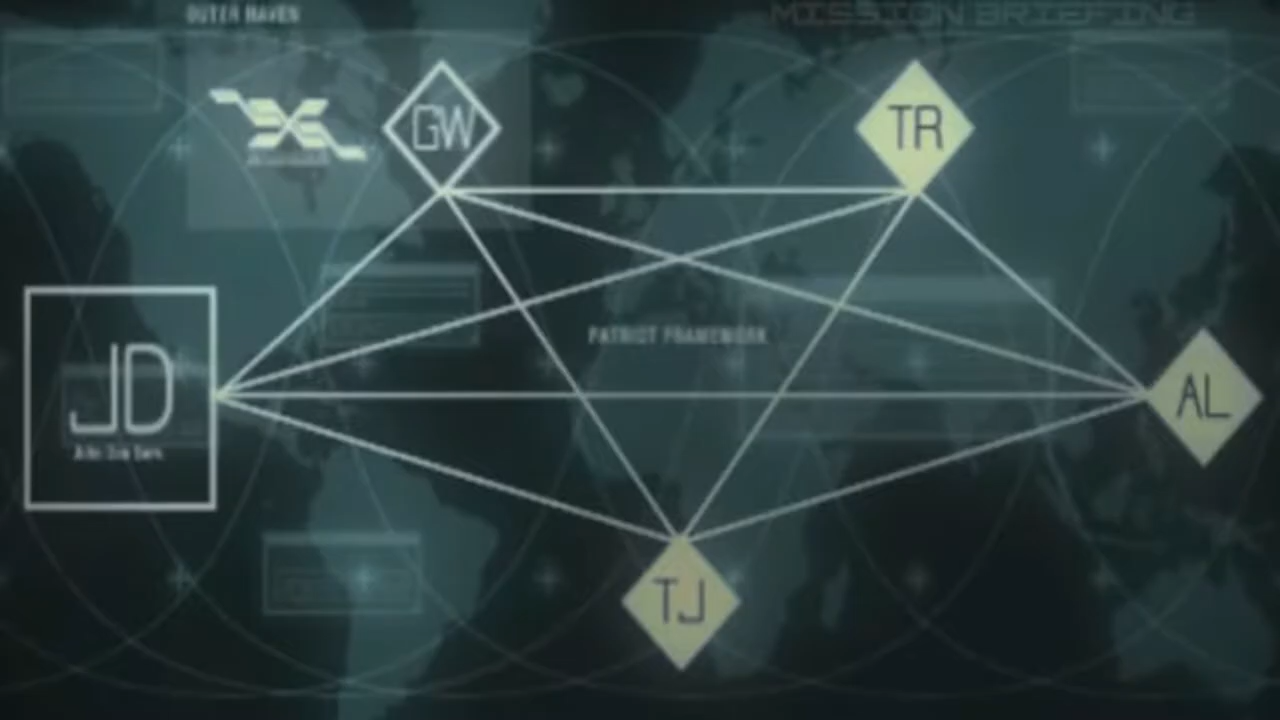 OUTER HAVEN
MISSION BRIEFING
GW
TR
PATRIOT FRAMEWORK
JD
AL
TJ